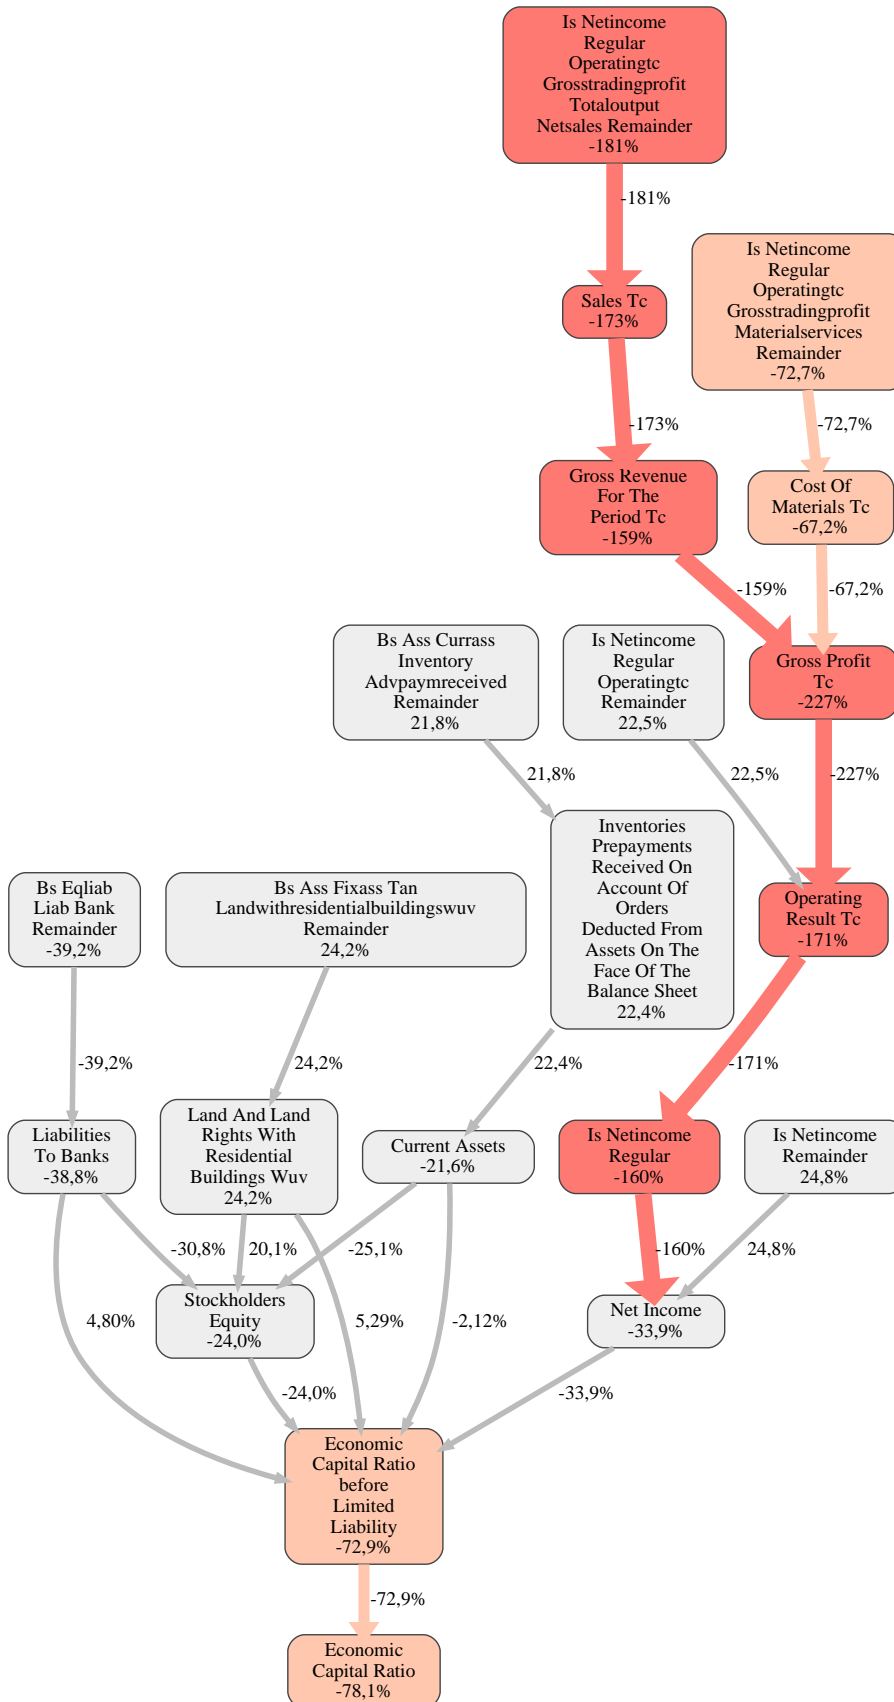 Is Netincome
Regular
Operatingtc
Grosstradingprofit
Totaloutput
Netsales Remainder
-181%
-181%
Is Netincome
Regular
Operatingtc
Grosstradingprofit
Materialservices
Remainder
-72,7%
Sales Tc
-173%
-173%
-72,7%
Gross Revenue
For The
Period Tc
-159%
Cost Of
Materials Tc
-67,2%
-159%
-67,2%
Bs Ass Currass
Inventory
Advpaymreceived
Remainder
21,8%
Is Netincome
Regular
Operatingtc
Remainder
22,5%
Gross Profit
Tc
-227%
21,8%
22,5%
-227%
Inventories
Prepayments
Received On
Account Of
Orders
Deducted From
Assets On The
Face Of The
Balance Sheet
22,4%
Bs Eqliab
Liab Bank
Remainder
-39,2%
Bs Ass Fixass Tan
Landwithresidentialbuildingswuv
Remainder
24,2%
Operating
Result Tc
-171%
-39,2%
24,2%
22,4%
-171%
Liabilities
To Banks
-38,8%
Land And Land
Rights With
Residential
Buildings Wuv
24,2%
Current Assets
-21,6%
Is Netincome
Regular
-160%
Is Netincome
Remainder
24,8%
-30,8%
20,1%
-25,1%
-160%
24,8%
Stockholders
Equity
-24,0%
Net Income
-33,9%
4,80%
5,29%
-2,12%
-24,0%
-33,9%
Economic
Capital Ratio
before
Limited
Liability
-72,9%
-72,9%
Economic
Capital Ratio
-78,1%